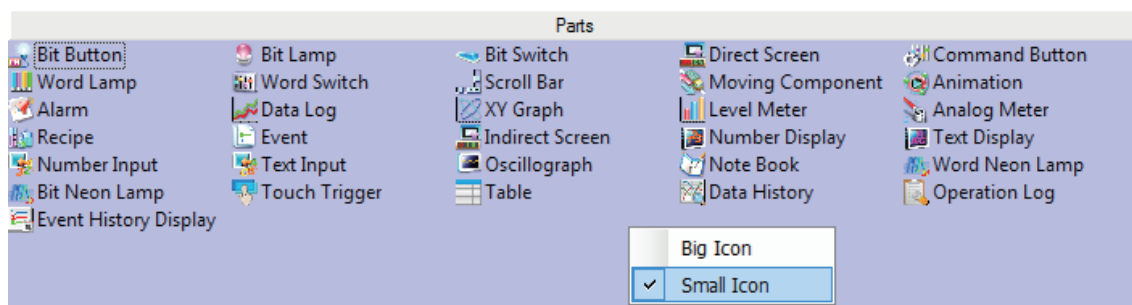 Parts
Bit Button Bit Lamp Bit Switch Direct Screen Command Button
Word Lamp Word Switch Scroll Bar Moving Component Animation
Alarm Data Log XY Graph Level Meter Analog Meter
Recipe Event Indirect Screen Number Display Text Display
Number Input Text Input Oscillograph Note Book Word Neon Lamp
Bit Neon Lamp Touch Trigger Table Data History Operation Log
Event History Display
Big Icon
Small Icon